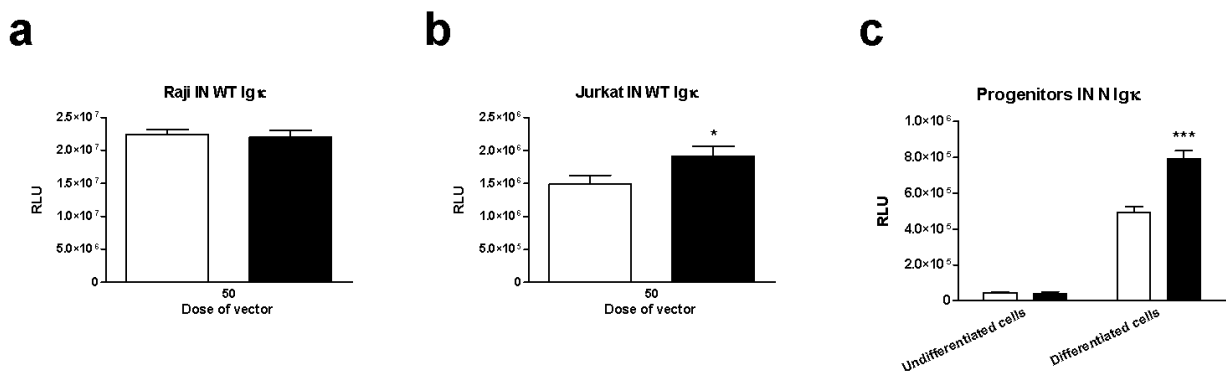 a
Raji IN WT Igκ
2.5×10⁷
2.0×10⁷
1.5×10⁷
1.0×10⁷
5.0×10⁶
0
RLU
50
Dose of vector
b
Jurkat IN WT Igκ
2.5×10⁶
2.0×10⁶
1.5×10⁶
1.0×10⁶
5.0×10⁵
0
RLU
*
50
Dose of vector
c
Progenitors IN N Igκ
1.0×10⁶
8.0×10⁵
6.0×10⁵
4.0×10⁵
2.0×10⁵
0
RLU
***
Undifferentiated cells
Differentiated cells